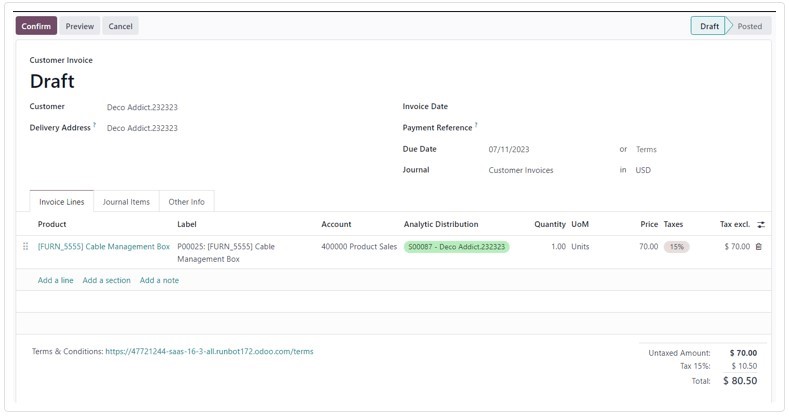 Confirm Preview Cancel Draft Posted
Customer Invoice
Draft
Customer Deco Addict.232323 Invoice Date
Delivery Address ? Deco Addict.232323 Payment Reference ?
Due Date 07/11/2023 or Terms
Journal Customer Invoices in USD
Invoice Lines Journal Items Other Info
Product Label Account Analytic Distribution Quantity UoM Price Taxes Tax excl.
[FURN_5555] Cable Management Box P00025: [FURN_5555] Cable 400000 Product Sales S00087 - Deco Addict.232323 1.00 Units 70.00 15% $ 70.00
Management Box
Add a line Add a section Add a note
Terms & Conditions: https://47721244-saas-16-3-all.runbot172.odoo.com/terms Untaxed Amount: $ 70.00
Tax 15%: $ 10.50
Total: $ 80.50